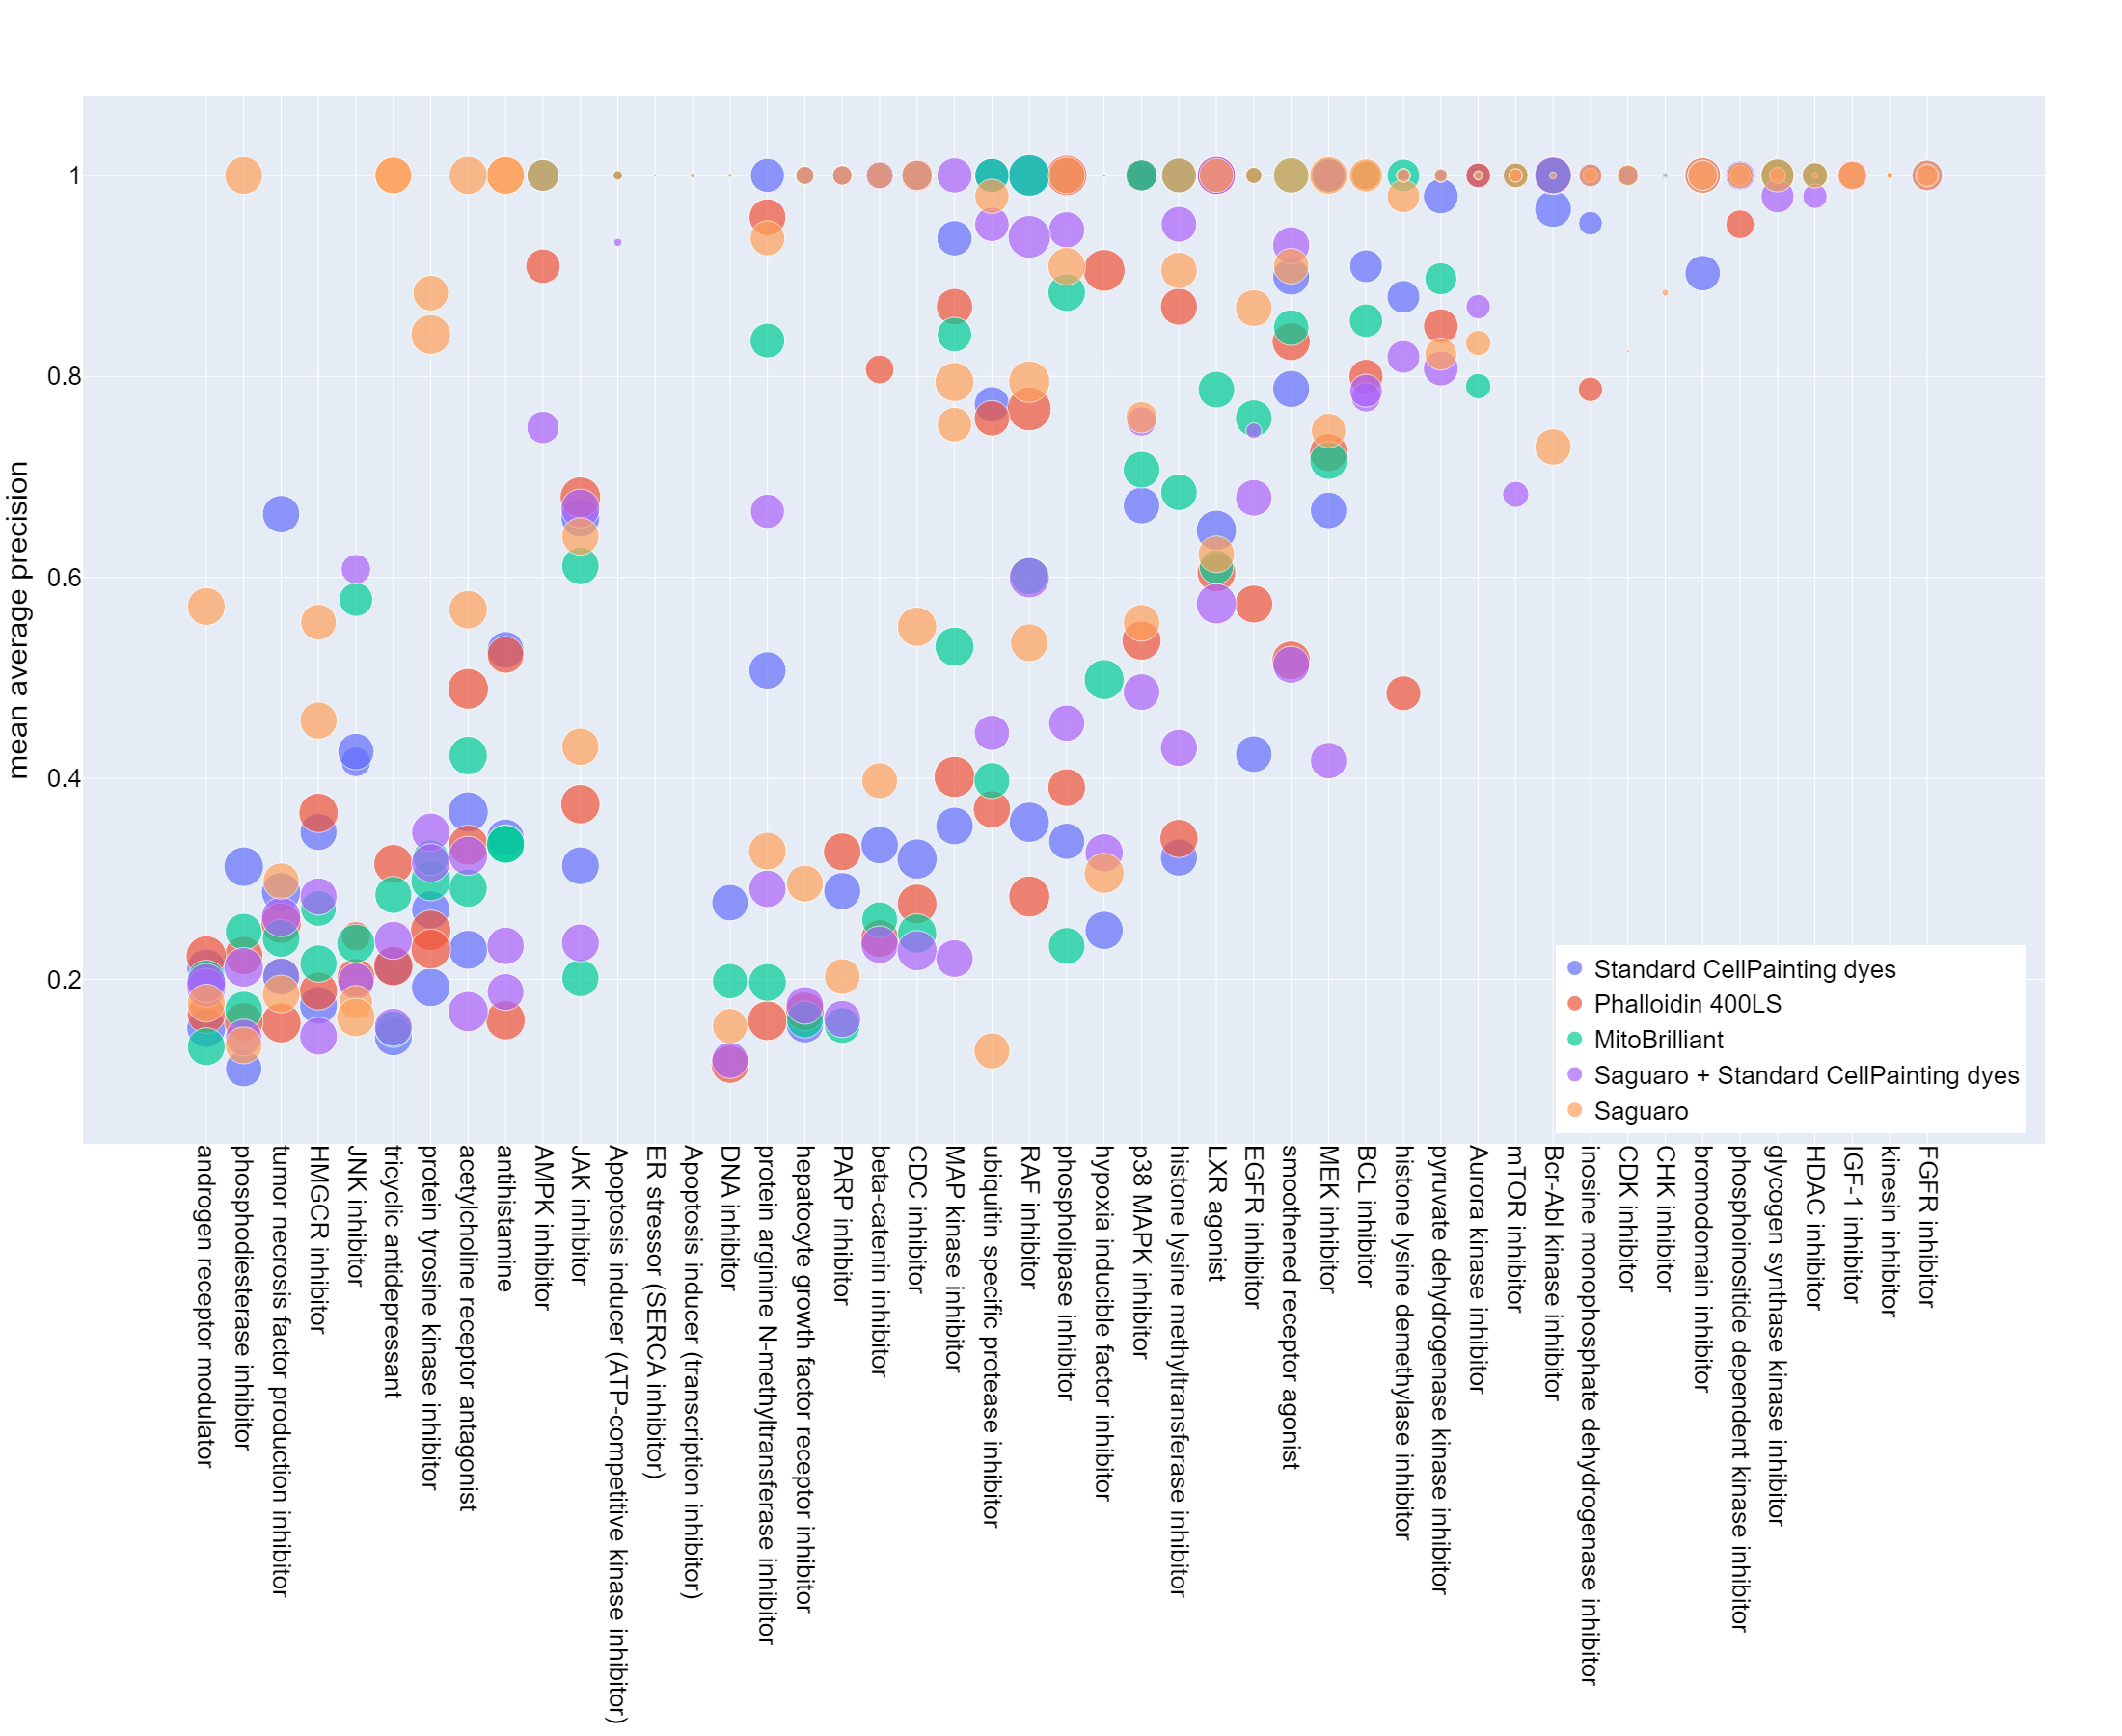 mean average precision
1
0.8
0.6
0.4
0.2
Standard CellPainting dyes
Phalloidin 400LS
MitoBrilliant
Saguaro + Standard CellPainting dyes
Saguaro
androgen receptor modulator
phosphodiesterase inhibitor
tumor necrosis factor production inhibitor
HMGCR inhibitor
JNK inhibitor
tricyclic antidepressant
protein tyrosine kinase inhibitor
acetylcholine receptor antagonist
antihistamine
AMPK inhibitor
JAK inhibitor
Apoptosis inducer (ATP-competitive kinase inhibitor)
ER stressor (SERCA inhibitor)
Apoptosis inducer (transcription inhibitor)
DNA inhibitor
protein arginine N-methyltransferase inhibitor
hepatocyte growth factor receptor inhibitor
PARP inhibitor
beta-catenin inhibitor
CDC inhibitor
MAP kinase inhibitor
ubiquitin specific protease inhibitor
RAF inhibitor
phospholipase inhibitor
hypoxia inducible factor inhibitor
p38 MAPK inhibitor
histone lysine methyltransferase inhibitor
LXR agonist
EGFR inhibitor
smoothened receptor agonist
MEK inhibitor
BCL inhibitor
histone lysine demethylase inhibitor
pyruvate dehydrogenase kinase inhibitor
Aurora kinase inhibitor
mTOR inhibitor
Bcr-Abl kinase inhibitor
inosine monophosphate dehydrogenase inhibitor
CDK inhibitor
CHK inhibitor
bromodomain inhibitor
phosphoinositide dependent kinase inhibitor
glycogen synthase kinase inhibitor
HDAC inhibitor
IGF-1 inhibitor
kinesin inhibitor
FGFR inhibitor